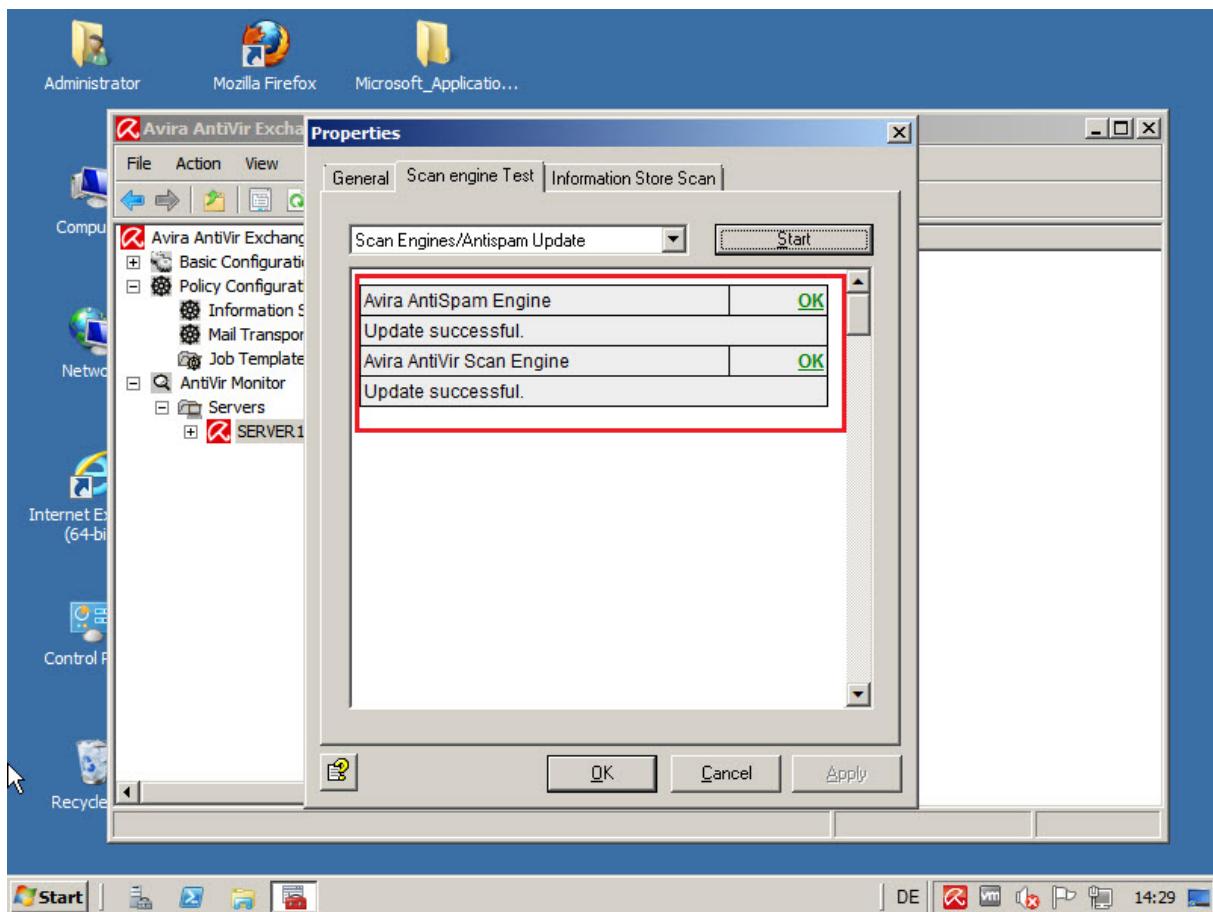 Administrator
Mozilla Firefox
Microsoft_Applicatio...
Avira AntiVir Excha
Properties
File Action View
General
Scan engine Test
Information Store Scan
Compu
Avira AntiVir Exchang
Scan Engines/Antispam Update
Start
Basic Configurati
Policy Configurat
Information S
Mail Transpor
Job Template
AntiVir Monitor
Servers
SERVER1
Avira AntiSpam Engine OK
Update successful.
Avira AntiVir Scan Engine OK
Update successful.
Netwo
Internet Ex
(64-bi
Control P
Recycle
OK
Cancel
Apply
Start
DE
vm
14:29